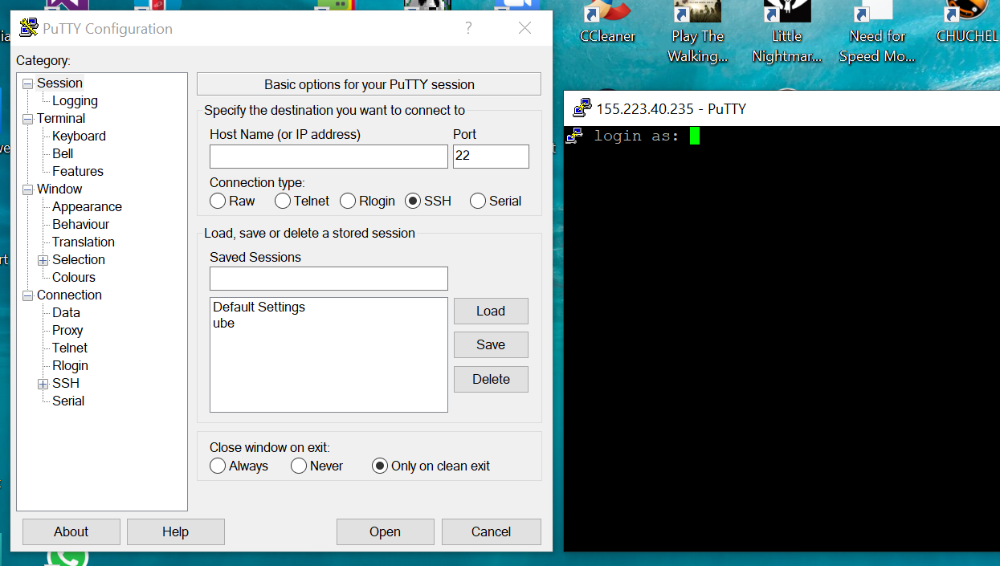 CCleaner
Play The
Walking...
Little
Nightmar...
Need for
Speed Mo...
CHUCHEL
PuTTY Configuration
?
Category:
Session
Logging
Terminal
Keyboard
Bell
Features
Window
Appearance
Behaviour
Translation
Selection
Colours
Connection
Data
Proxy
Telnet
Rlogin
SSH
Serial
Basic options for your PuTTY session
Specify the destination you want to connect to
Host Name (or IP address) Port
22
Connection type:
Raw Telnet Rlogin SSH Serial
Load, save or delete a stored session
Saved Sessions
Default Settings
ube
Load
Save
Delete
Close window on exit:
Always Never Only on clean exit
About Help Open Cancel
155.223.40.235 - PuTTY
login as: